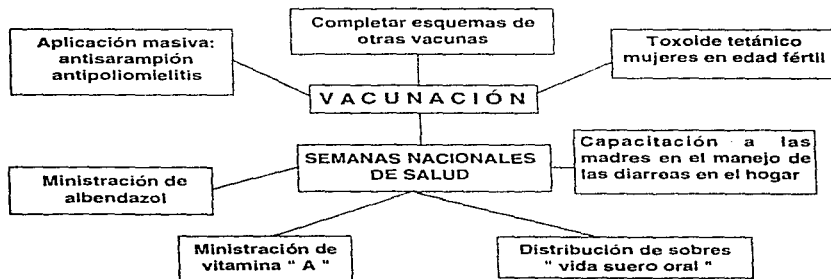 Completar esquemas de
otras vacunas
Aplicación masiva:
antisarampión
antipoliomielitis
Toxoide tetánico
mujeres en edad fértil
VACUNACIÓN
SEMANAS NACIONALES
DE SALUD
Capacitación a las
madres en el manejo de
las diarreas en el hogar
Ministración de
albendazol
Ministración de
vitamina " A "
Distribución de sobres
" vida suero oral "